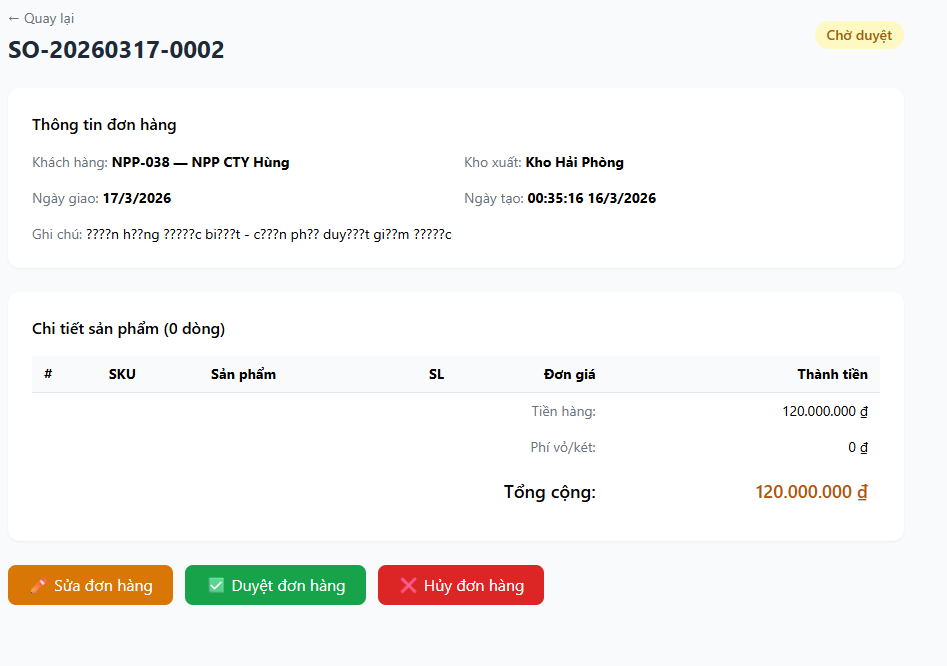 ← Quay lại
SO-20260317-0002
Chờ duyệt
Thông tin đơn hàng
Khách hàng: NPP-038 — NPP CTY Hùng
Kho xuất: Kho Hải Phòng
Ngày giao: 17/3/2026
Ngày tạo: 00:35:16 16/3/2026
Ghi chú: ????n h??ng ?????c bi???t - c???n ph?? duy???t gi??m ?????c
Chi tiết sản phẩm (0 dòng)
# SKU Sản phẩm SL Đơn giá Thành tiền
Tiền hàng: 120.000.000 ₫
Phí vỏ/két: 0 ₫
Tổng cộng: 120.000.000 ₫
Sửa đơn hàng
Duyệt đơn hàng
Hủy đơn hàng